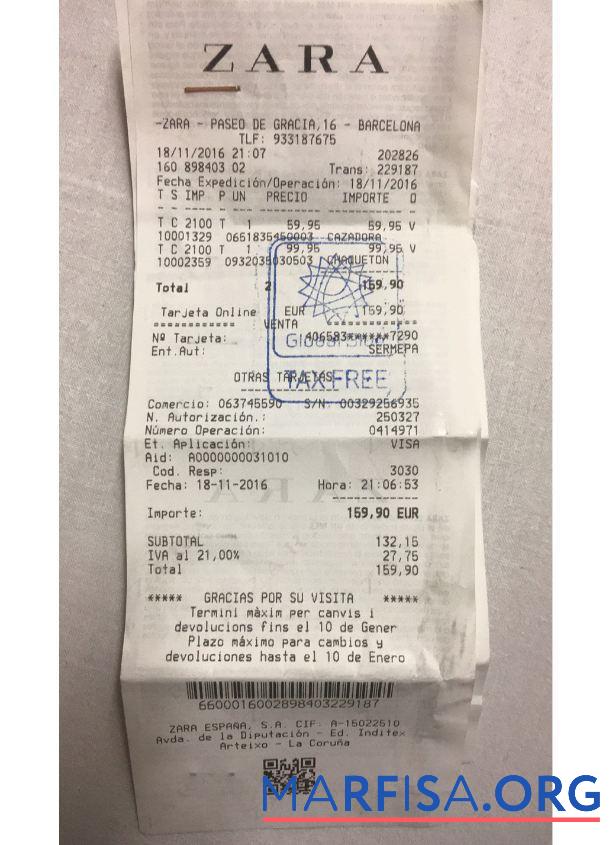 ZARA
-ZARA - PASEO DE GRACIA,16 - BARCELONA
TLF: 933187675
18/11/2016 21:07 202826
160 898403 02 Trans: 229187
Fecha Expedición/Operación: 18/11/2016
T S IMP P UN PRECIO IMPORTE O
T C 2100 T 1 59,95 59,95 V
10001329 0651835450003 CAZADORA
T C 2100 T 1 99,95 99,95 V
10002359 0932035030503 CHAQUETON
Total 2 159,90
Tarjeta Online EUR 159,90
VENTA
Nº Tarjeta: 406583******7290
Ent.Aut: SERMEPA
Global Blue
TAX FREE
OTRAS TARJETAS
Comercio: 063745590 S/N: 00329256935
N. Autorización.: 250327
Número Operación: 0414971
Et. Aplicación: VISA
Aid: A0000000031010
Cod. Resp: 3030
Fecha: 18-11-2016 Hora: 21:06:53
Importe: 159,90 EUR
SUBTOTAL 132,15
IVA al 21,00% 27,75
Total 159,90
***** GRACIAS POR SU VISITA *****
Termini màxim per canvis i
devolucions fins el 10 de Gener
Plazo máximo para cambios y
devoluciones hasta el 10 de Enero
6600016002898403229187
ZARA ESPAÑA, S.A. CIF: A-15022510
Avda. de la Diputación - Ed. Inditex
Arteixo - La Coruña
MARFISA.ORG